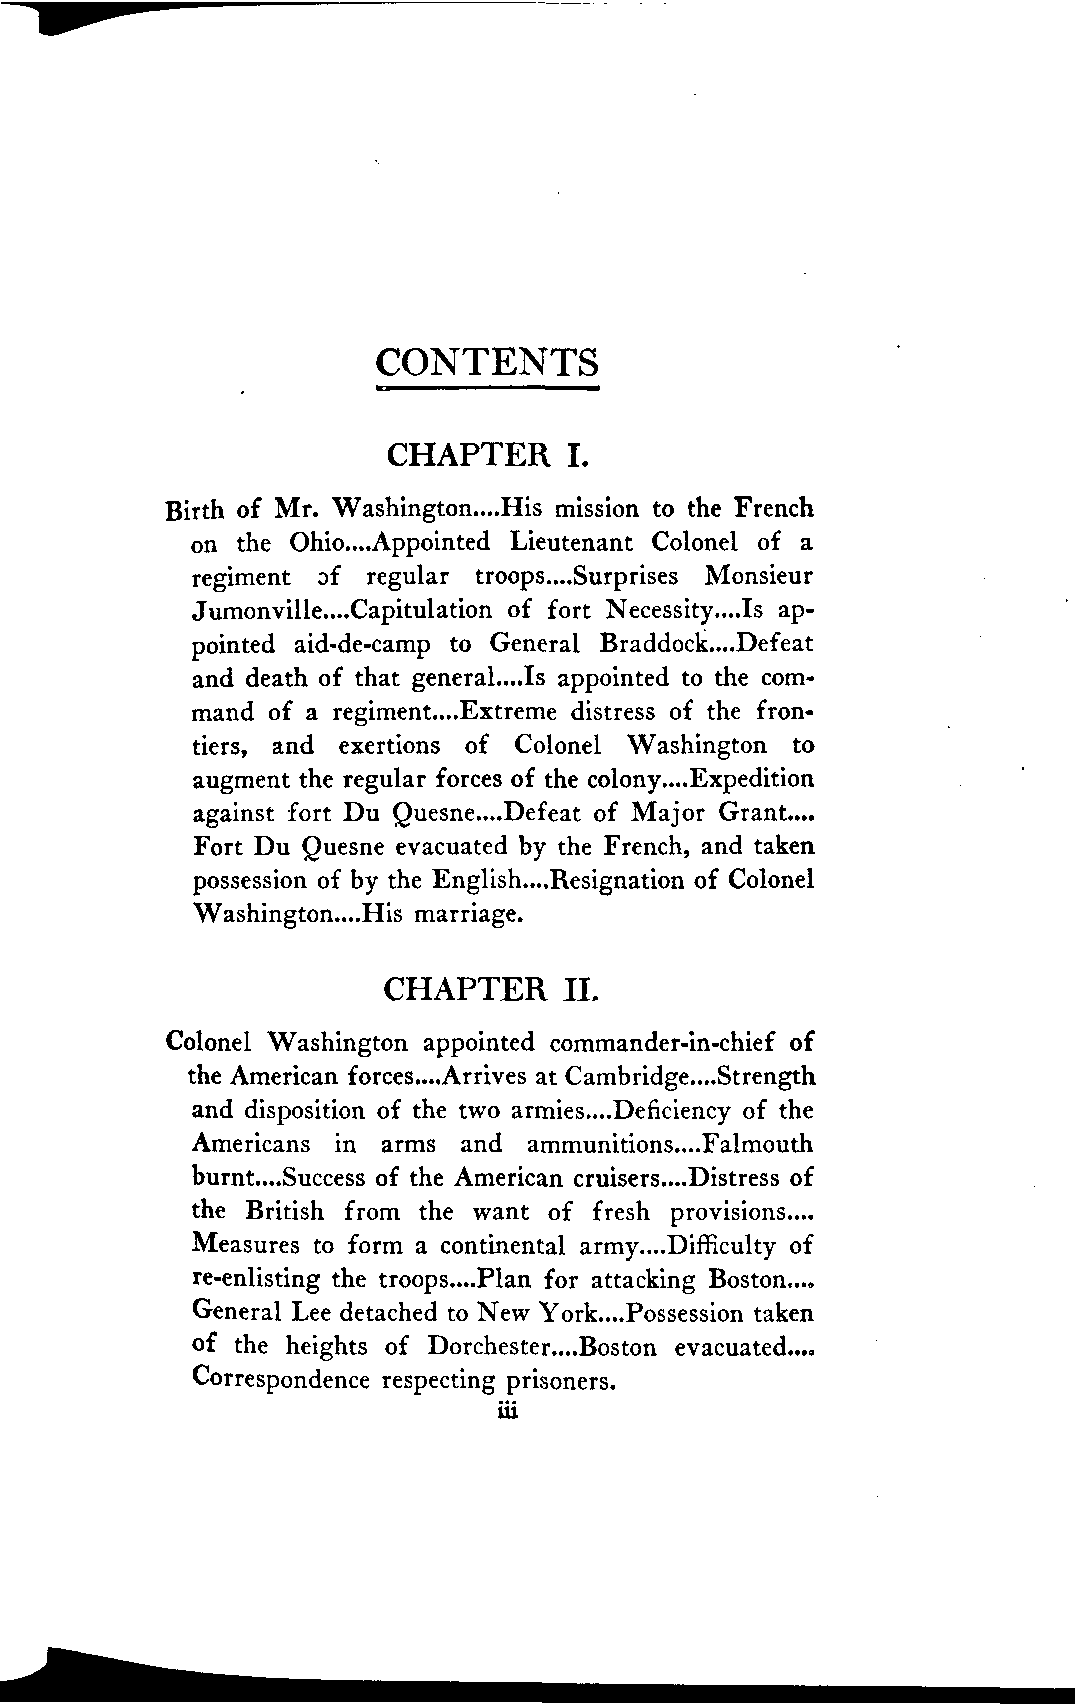 CONTENTS
CHAPTER I.
Birth of Mr. Washington....His mission to the French
on the Ohio....Appointed Lieutenant Colonel of a
regiment of regular troops....Surprises Monsieur
Jumonville....Capitulation of fort Necessity....Is ap-
pointed aid-de-camp to General Braddock....Defeat
and death of that general....Is appointed to the com-
mand of a regiment....Extreme distress of the fron-
tiers, and exertions of Colonel Washington to
augment the regular forces of the colony....Expedition
against fort Du Quesne....Defeat of Major Grant....
Fort Du Quesne evacuated by the French, and taken
possession of by the English....Resignation of Colonel
Washington....His marriage.
CHAPTER II.
Colonel Washington appointed commander-in-chief of
the American forces....Arrives at Cambridge....Strength
and disposition of the two armies....Deficiency of the
Americans in arms and ammunitions....Falmouth
burnt....Success of the American cruisers....Distress of
the British from the want of fresh provisions....
Measures to form a continental army....Difficulty of
re-enlisting the troops....Plan for attacking Boston....
General Lee detached to New York....Possession taken
of the heights of Dorchester....Boston evacuated....
Correspondence respecting prisoners.
iii